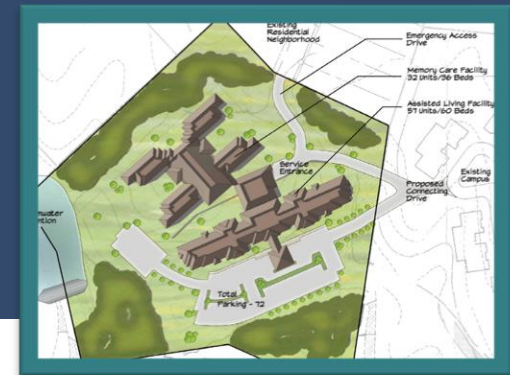 Existing
Residential
Neighborhood
Emergency Access
Drive
Memory Care Facility
32 Units/36 Beds
Assisted Living Facility
57 Units/60 Beds
Service
Entrance
Proposed
Connecting
Drive
Existing
Campus
Total
Parking - 72